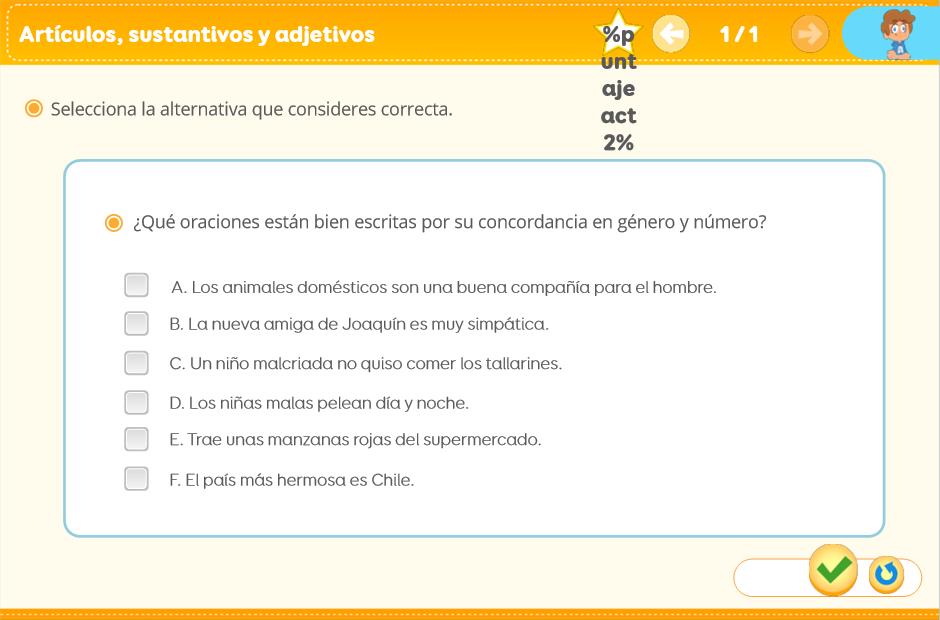 Artículos, sustantivos y adjetivos
%p
unt
aje
act
2%
1 / 1
Selecciona la alternativa que consideres correcta.
¿Qué oraciones están bien escritas por su concordancia en género y número?
A. Los animales domésticos son una buena compañía para el hombre.
B. La nueva amiga de Joaquín es muy simpática.
C. Un niño malcriada no quiso comer los tallarines.
D. Los niñas malas pelean día y noche.
E. Trae unas manzanas rojas del supermercado.
F. El país más hermosa es Chile.